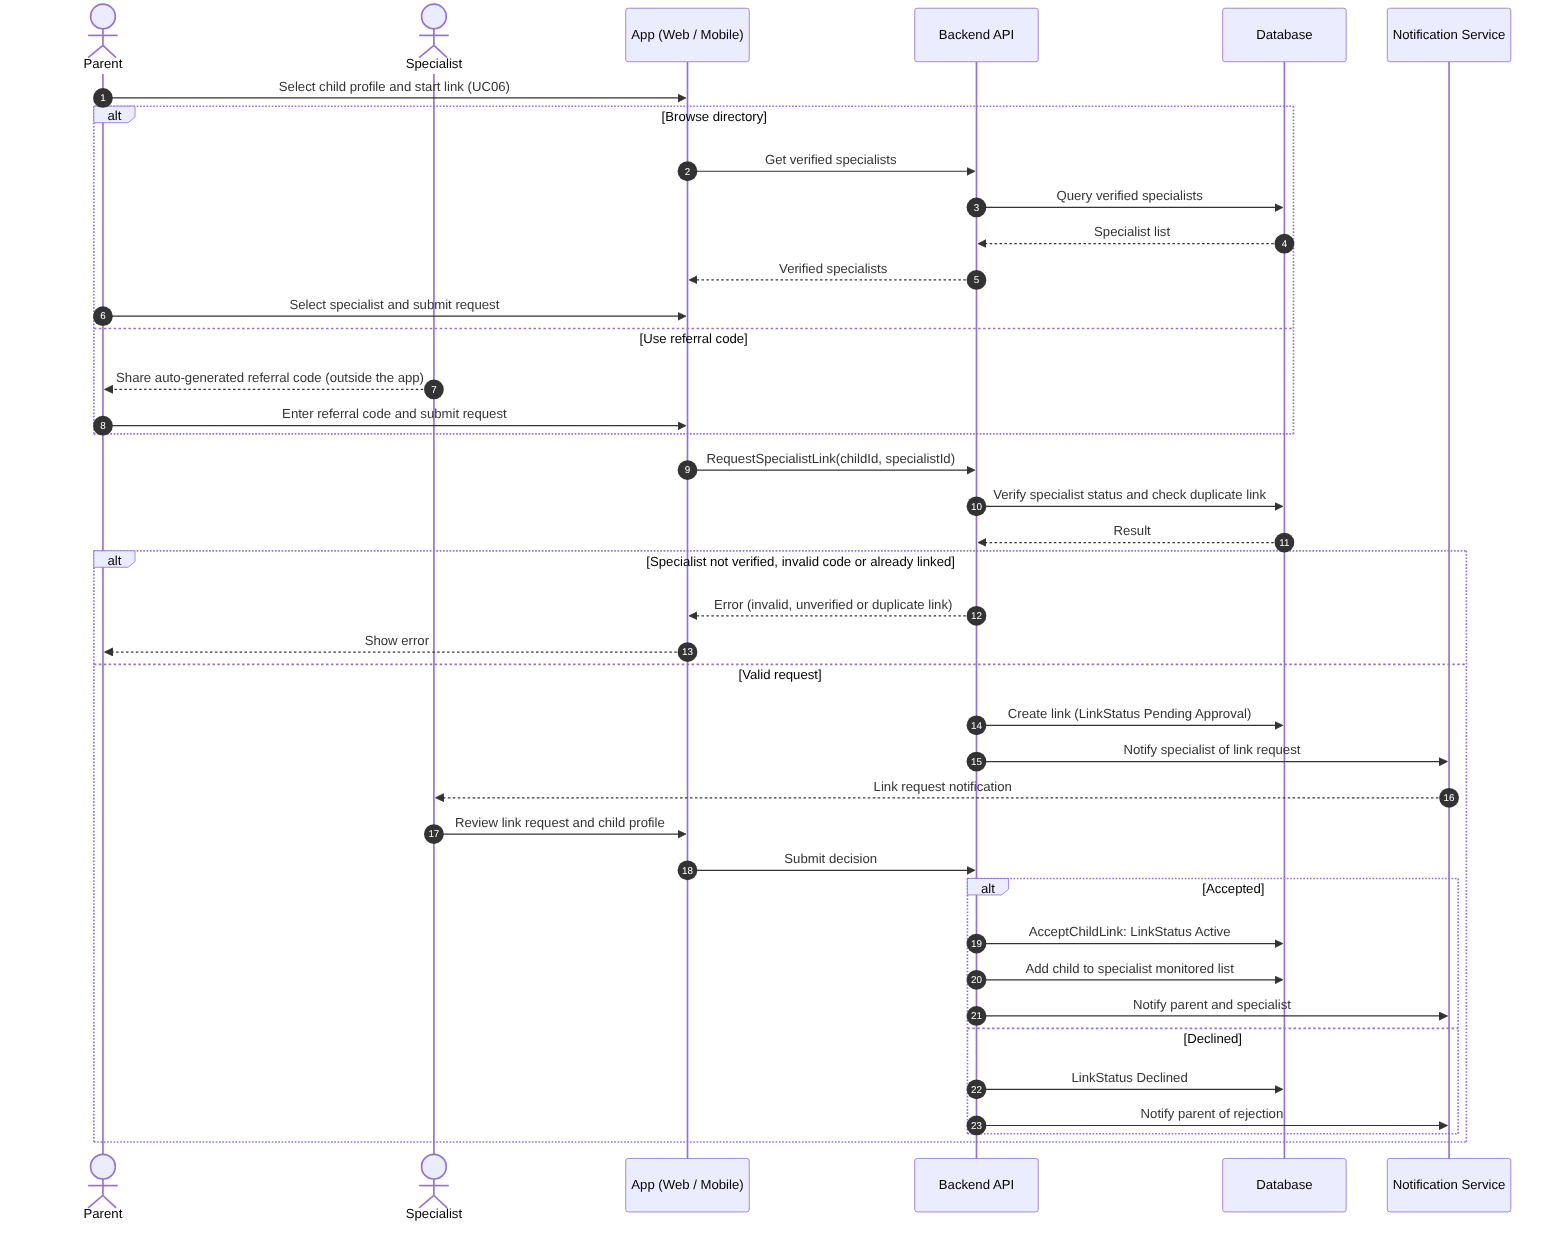 Parent
Specialist
App (Web / Mobile)
Backend API
Database
Notification Service
Select child profile and start link (UC06)
1
alt
[Browse directory]
Get verified specialists
2
Query verified specialists
3
Specialist list
4
Verified specialists
5
Select specialist and submit request
6
[Use referral code]
Share auto-generated referral code (outside the app)
7
Enter referral code and submit request
8
RequestSpecialistLink(childId, specialistId)
9
Verify specialist status and check duplicate link
10
Result
11
alt
[Specialist not verified, invalid code or already linked]
Error (invalid, unverified or duplicate link)
12
Show error
13
[Valid request]
Create link (LinkStatus Pending Approval)
14
Notify specialist of link request
15
Link request notification
16
Review link request and child profile
17
Submit decision
18
alt
[Accepted]
AcceptChildLink: LinkStatus Active
19
Add child to specialist monitored list
20
Notify parent and specialist
21
[Declined]
LinkStatus Declined
22
Notify parent of rejection
23
Parent
Specialist
App (Web / Mobile)
Backend API
Database
Notification Service